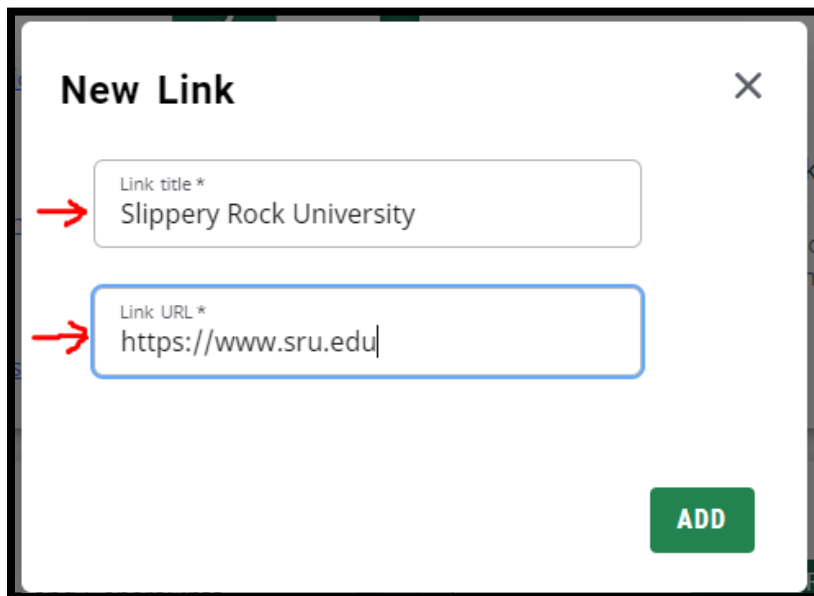 New Link
Link title *
Slippery Rock University
Link URL *
https://www.sru.edu
ADD